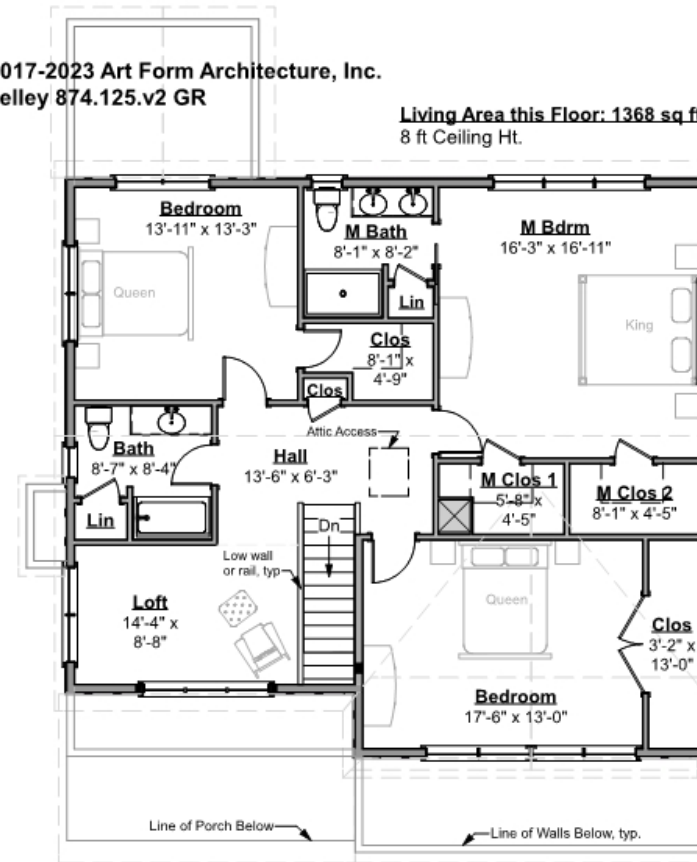 017-2023 Art Form Architecture, Inc.
elley 874.125.v2 GR
Living Area this Floor: 1368 sq ft
8 ft Ceiling Ht.
Bedroom
13'-11" x 13'-3"
Queen
M Bath
8'-1" x 8'-2"
Lin
M Bdrm
16'-3" x 16'-11"
King
Clos
8'-1" x
4'-9"
Clos
Attic Access
Bath
8'-7" x 8'-4"
Lin
Hall
13'-6" x 6'-3"
M Clos 1
5'-8" x
4'-5"
M Clos 2
8'-1" x 4'-5"
Dn
Low wall
or rail, typ
Loft
14'-4" x
8'-8"
Queen
Bedroom
17'-6" x 13'-0"
Clos
3'-2" x
13'-0"
Line of Porch Below
Line of Walls Below, typ.